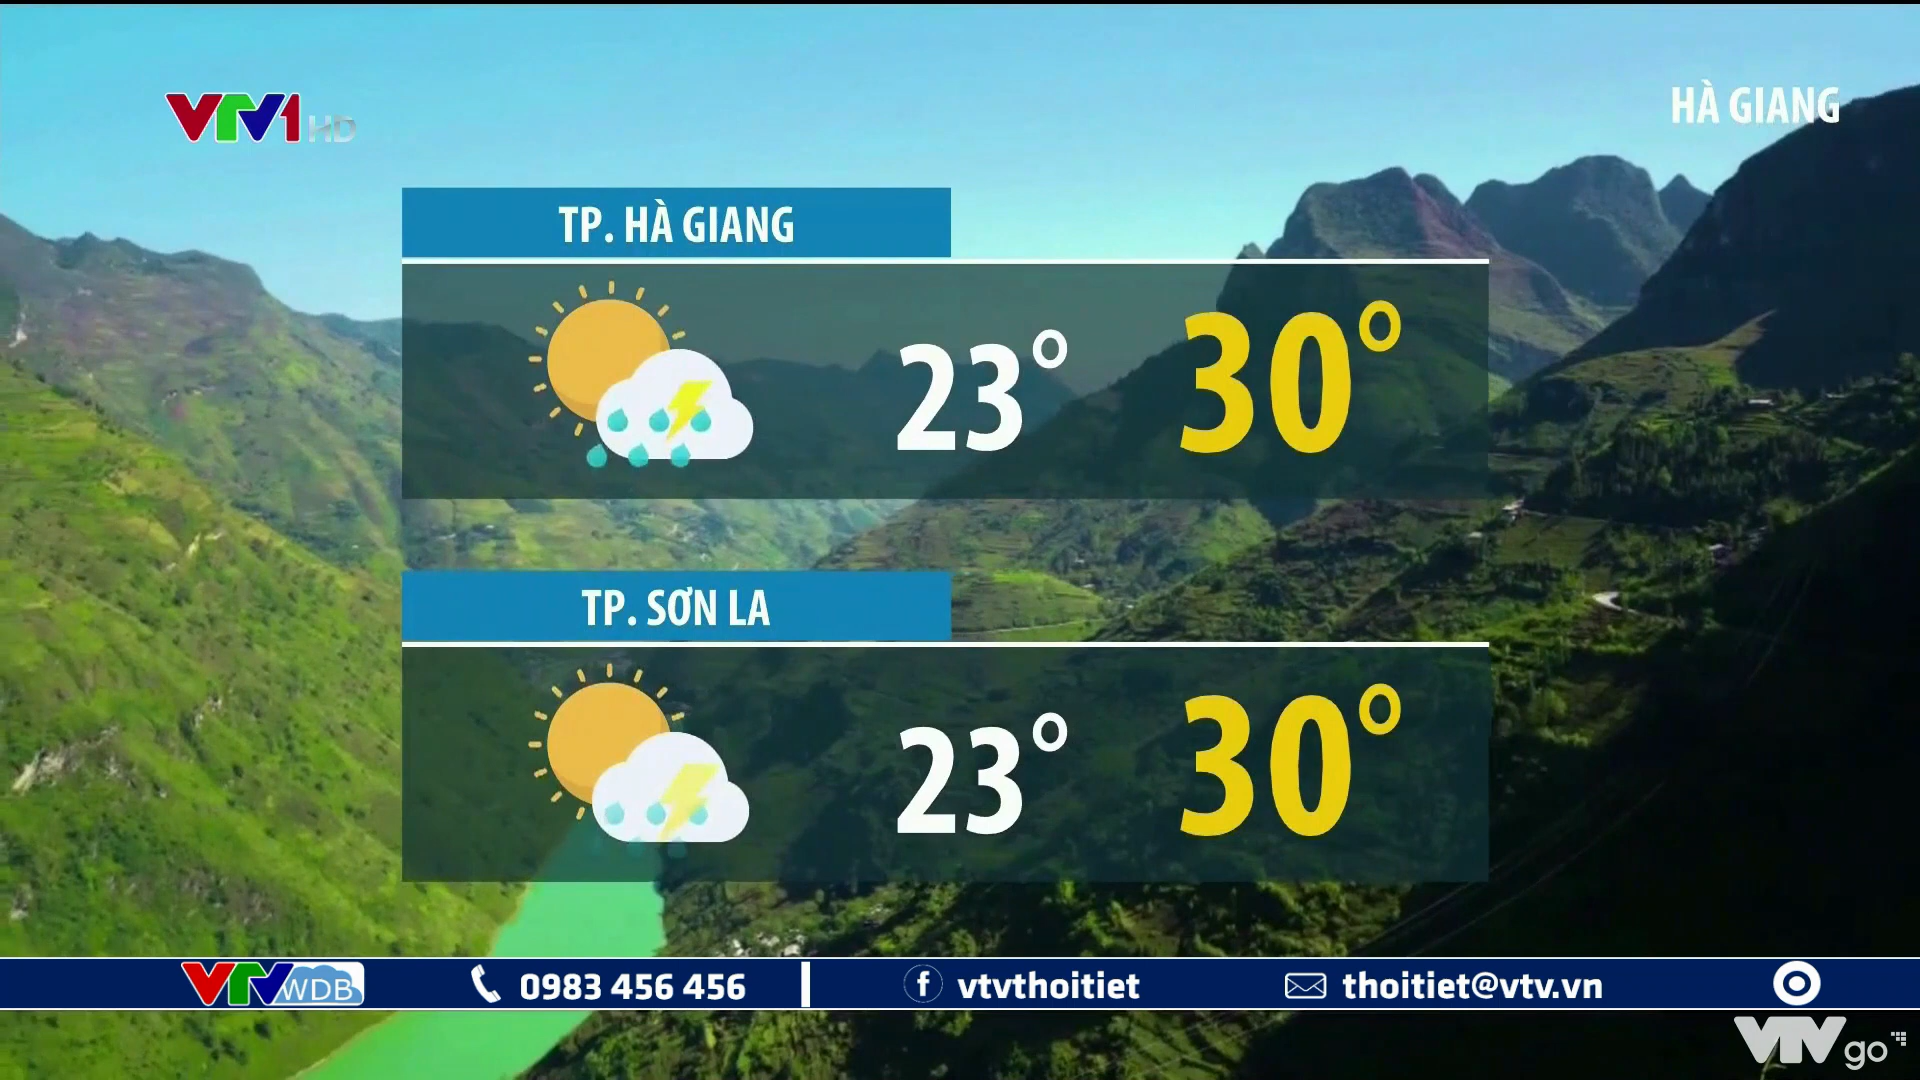 VTV1 HD
HÀ GIANG
TP. HÀ GIANG
23° 30°
TP. SƠN LA
23° 30°
VTV WDB 0983 456 456 vtvthoitiet thoitiet@vtv.vn
VTV go